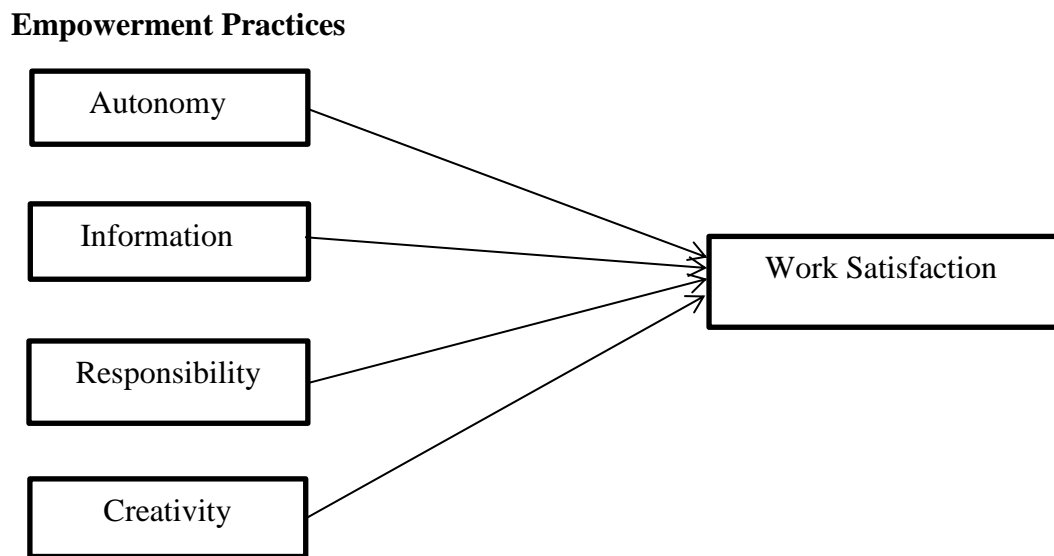 Empowerment Practices
Autonomy
Information
Work Satisfaction
Responsibility
Creativity